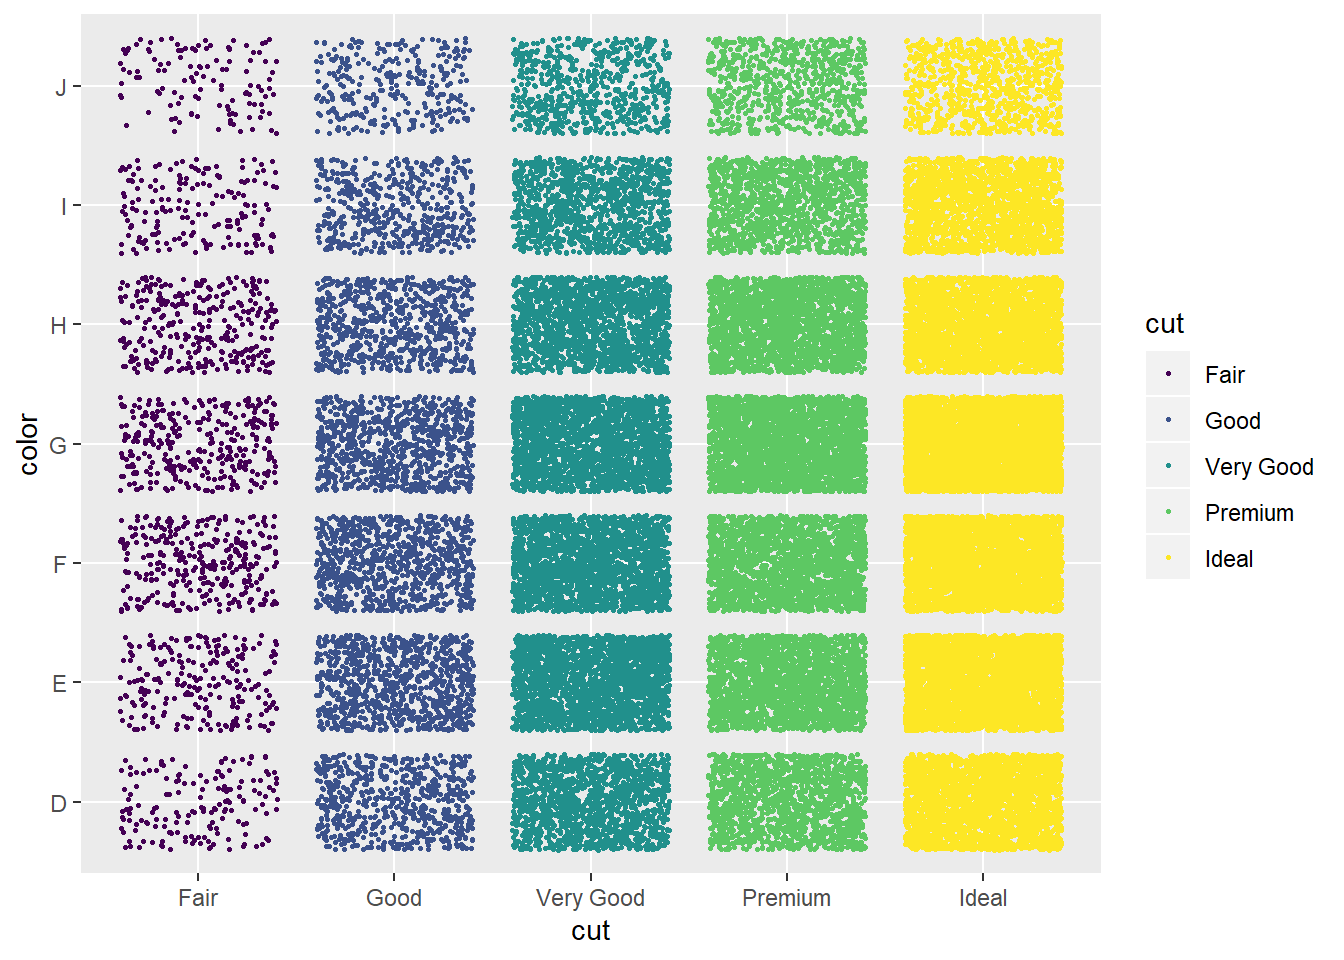 J
I
H
G
F
E
D
color
Fair
Good
Very Good
Premium
Ideal
cut
cut
Fair
Good
Very Good
Premium
Ideal